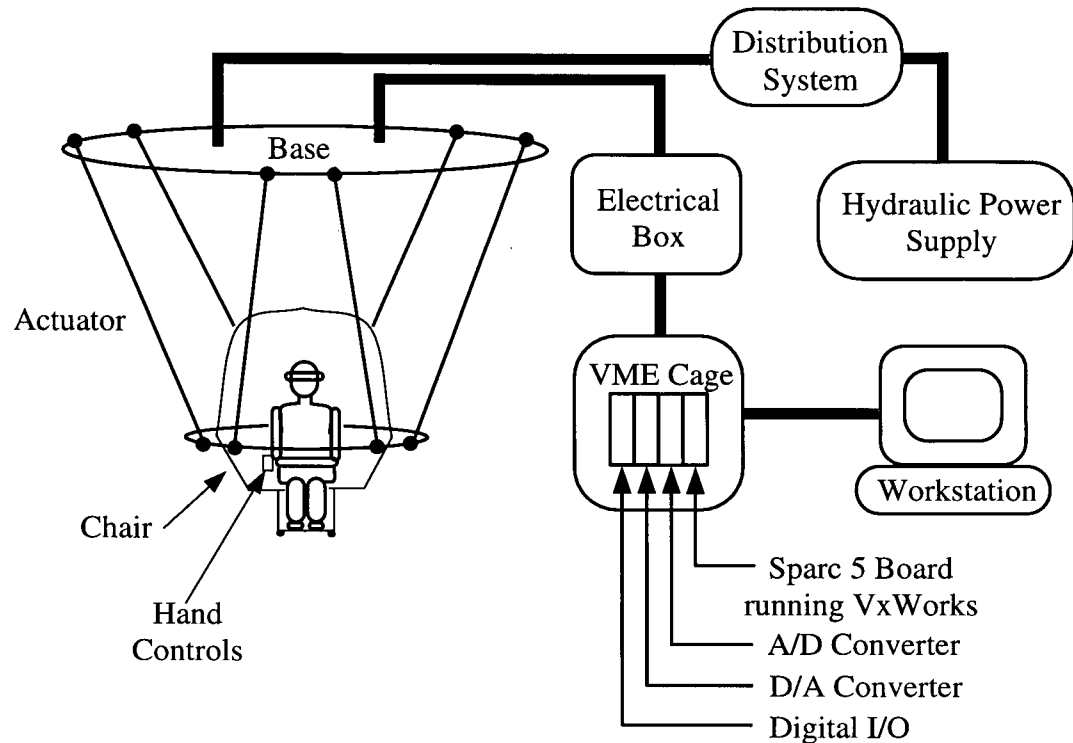 Distribution
System
Base
Electrical
Box
Hydraulic Power
Supply
Actuator
VME Cage
Workstation
Chair
Hand
Controls
Sparc 5 Board
running VxWorks
A/D Converter
D/A Converter
Digital I/O